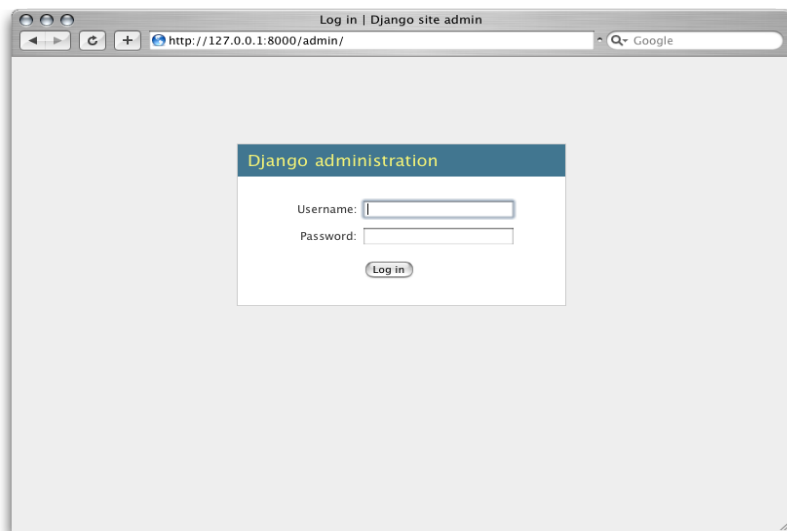 Log in | Django site admin
http://127.0.0.1:8000/admin/
Google
Django administration
Username:
Password:
Log in